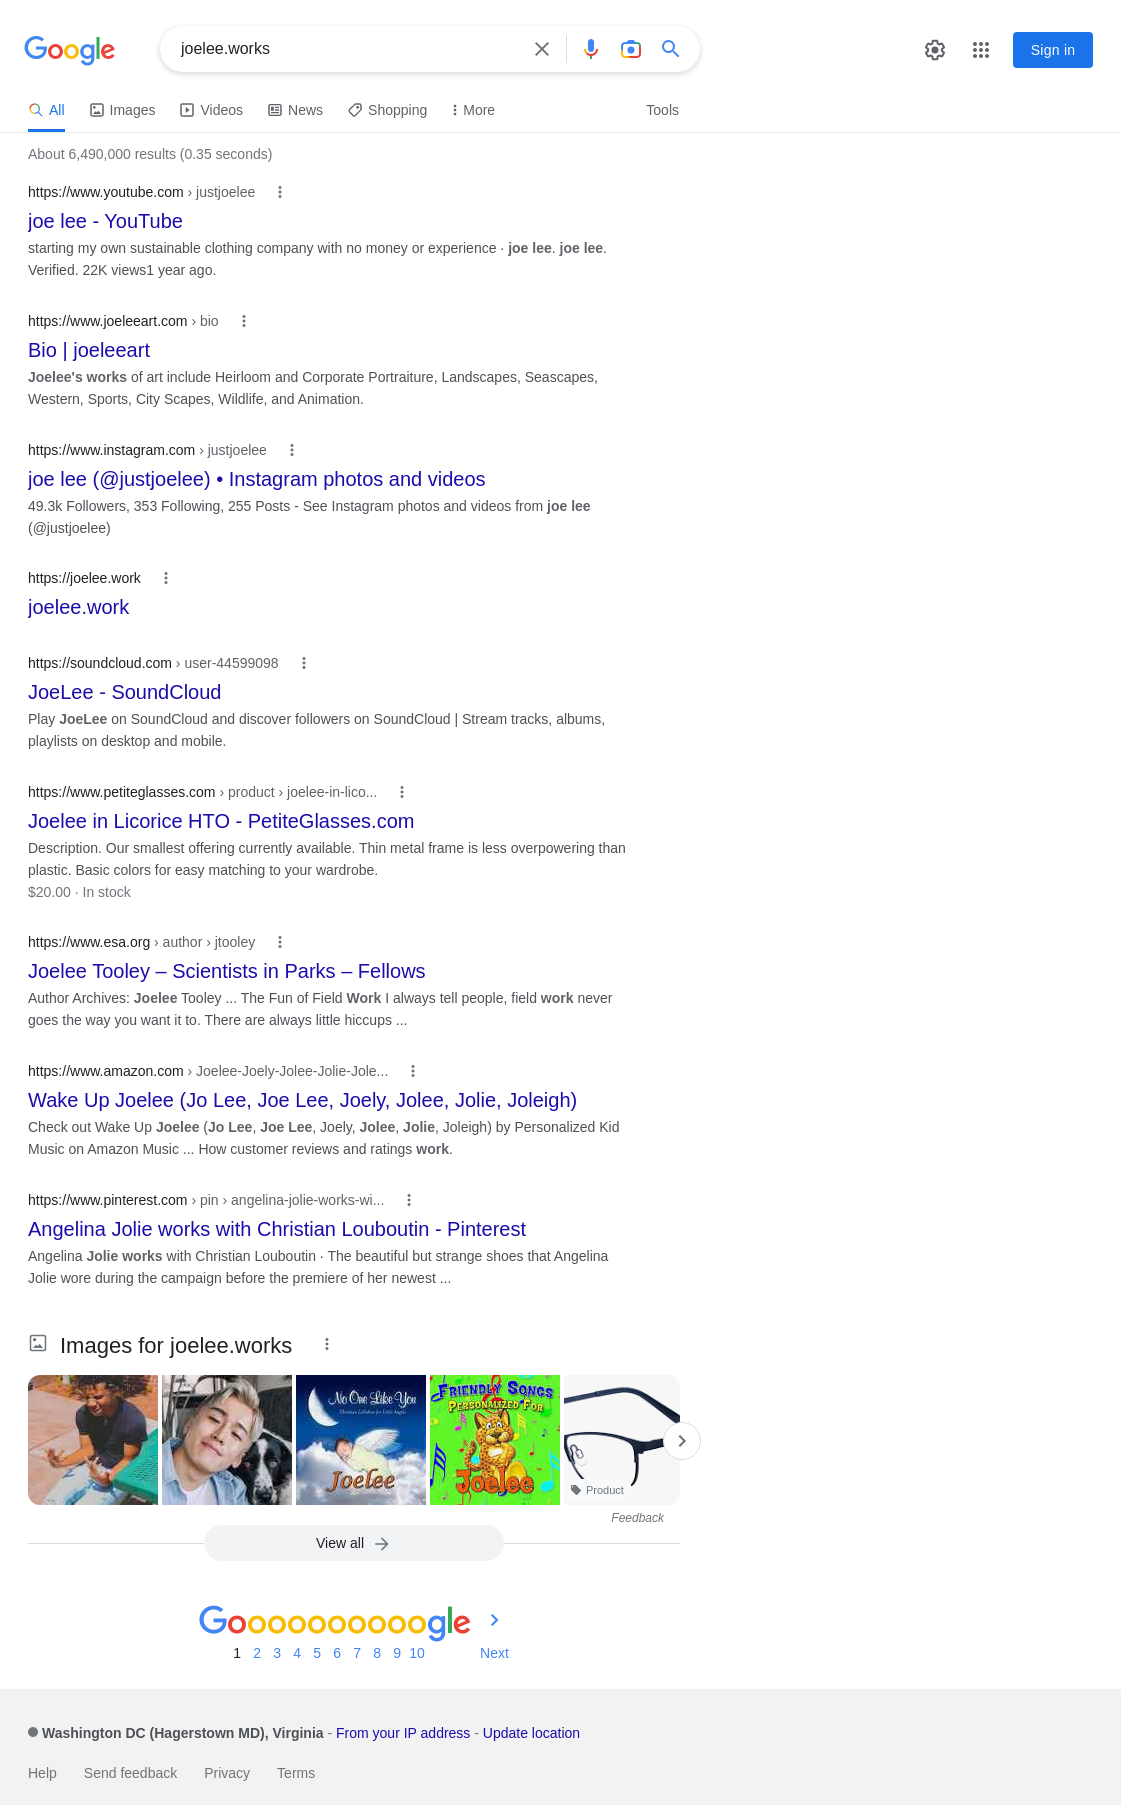 Google
joelee.works
Sign in
All Images Videos News Shopping More Tools
About 6,490,000 results (0.35 seconds)
https://www.youtube.com › justjoelee
joe lee - YouTube
starting my own sustainable clothing company with no money or experience · joe lee. joe lee.
Verified. 22K views1 year ago.
https://www.joeleeart.com › bio
Bio | joeleeart
Joelee's works of art include Heirloom and Corporate Portraiture, Landscapes, Seascapes,
Western, Sports, City Scapes, Wildlife, and Animation.
https://www.instagram.com › justjoelee
joe lee (@justjoelee) • Instagram photos and videos
49.3k Followers, 353 Following, 255 Posts - See Instagram photos and videos from joe lee
(@justjoelee)
https://joelee.work
joelee.work
https://soundcloud.com › user-44599098
JoeLee - SoundCloud
Play JoeLee on SoundCloud and discover followers on SoundCloud | Stream tracks, albums,
playlists on desktop and mobile.
https://www.petiteglasses.com › product › joelee-in-lico...
Joelee in Licorice HTO - PetiteGlasses.com
Description. Our smallest offering currently available. Thin metal frame is less overpowering than
plastic. Basic colors for easy matching to your wardrobe.
$20.00 · In stock
https://www.esa.org › author › jtooley
Joelee Tooley – Scientists in Parks – Fellows
Author Archives: Joelee Tooley ... The Fun of Field Work I always tell people, field work never
goes the way you want it to. There are always little hiccups ...
https://www.amazon.com › Joelee-Joely-Jolee-Jolie-Jole...
Wake Up Joelee (Jo Lee, Joe Lee, Joely, Jolee, Jolie, Joleigh)
Check out Wake Up Joelee (Jo Lee, Joe Lee, Joely, Jolee, Jolie, Joleigh) by Personalized Kid
Music on Amazon Music ... How customer reviews and ratings work.
https://www.pinterest.com › pin › angelina-jolie-works-wi...
Angelina Jolie works with Christian Louboutin - Pinterest
Angelina Jolie works with Christian Louboutin · The beautiful but strange shoes that Angelina
Jolie wore during the campaign before the premiere of her newest ...
Images for joelee.works
No One Like You
Christian Lullabies for Little Angels
Joelee
FRIENDLY SONGS
PERSONALIZED FOR
Joelee
Product
Feedback
View all
Goooooooooogle
1 2 3 4 5 6 7 8 9 10 Next
Washington DC (Hagerstown MD), Virginia - From your IP address - Update location
Help Send feedback Privacy Terms